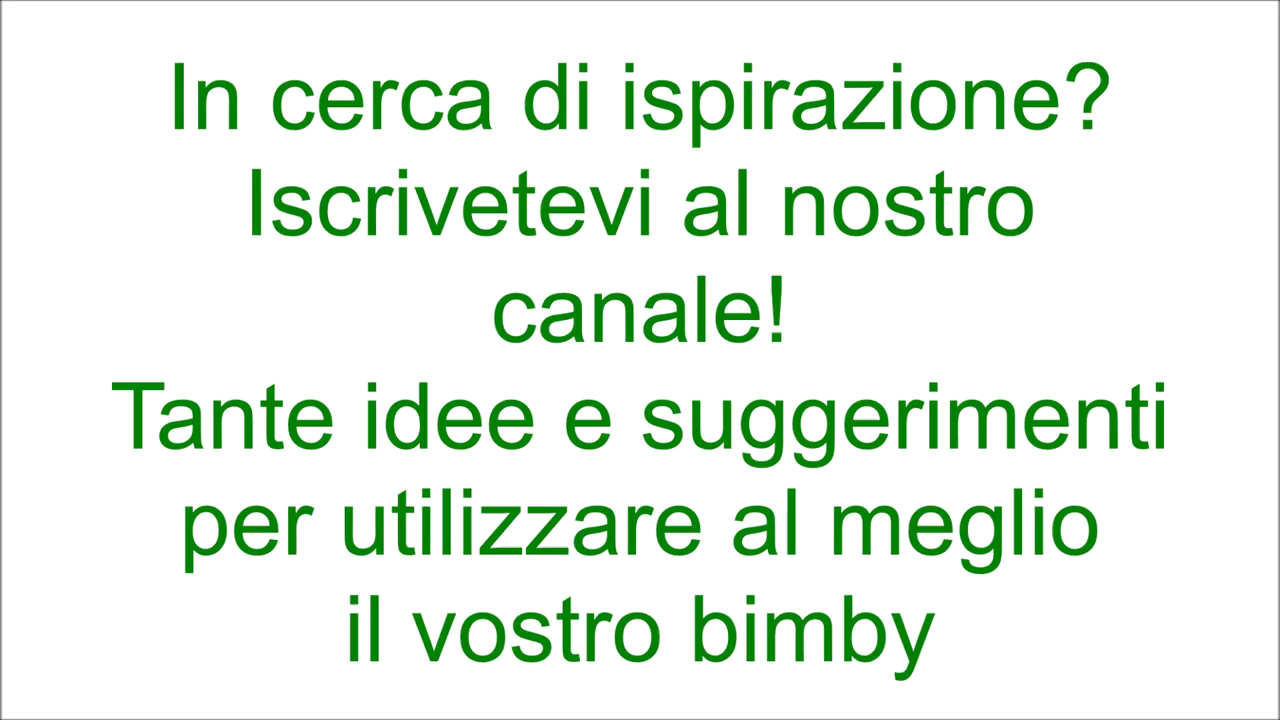 In cerca di ispirazione?
Iscrivetevi al nostro
canale!
Tante idee e suggerimenti
per utilizzare al meglio
il vostro bimby